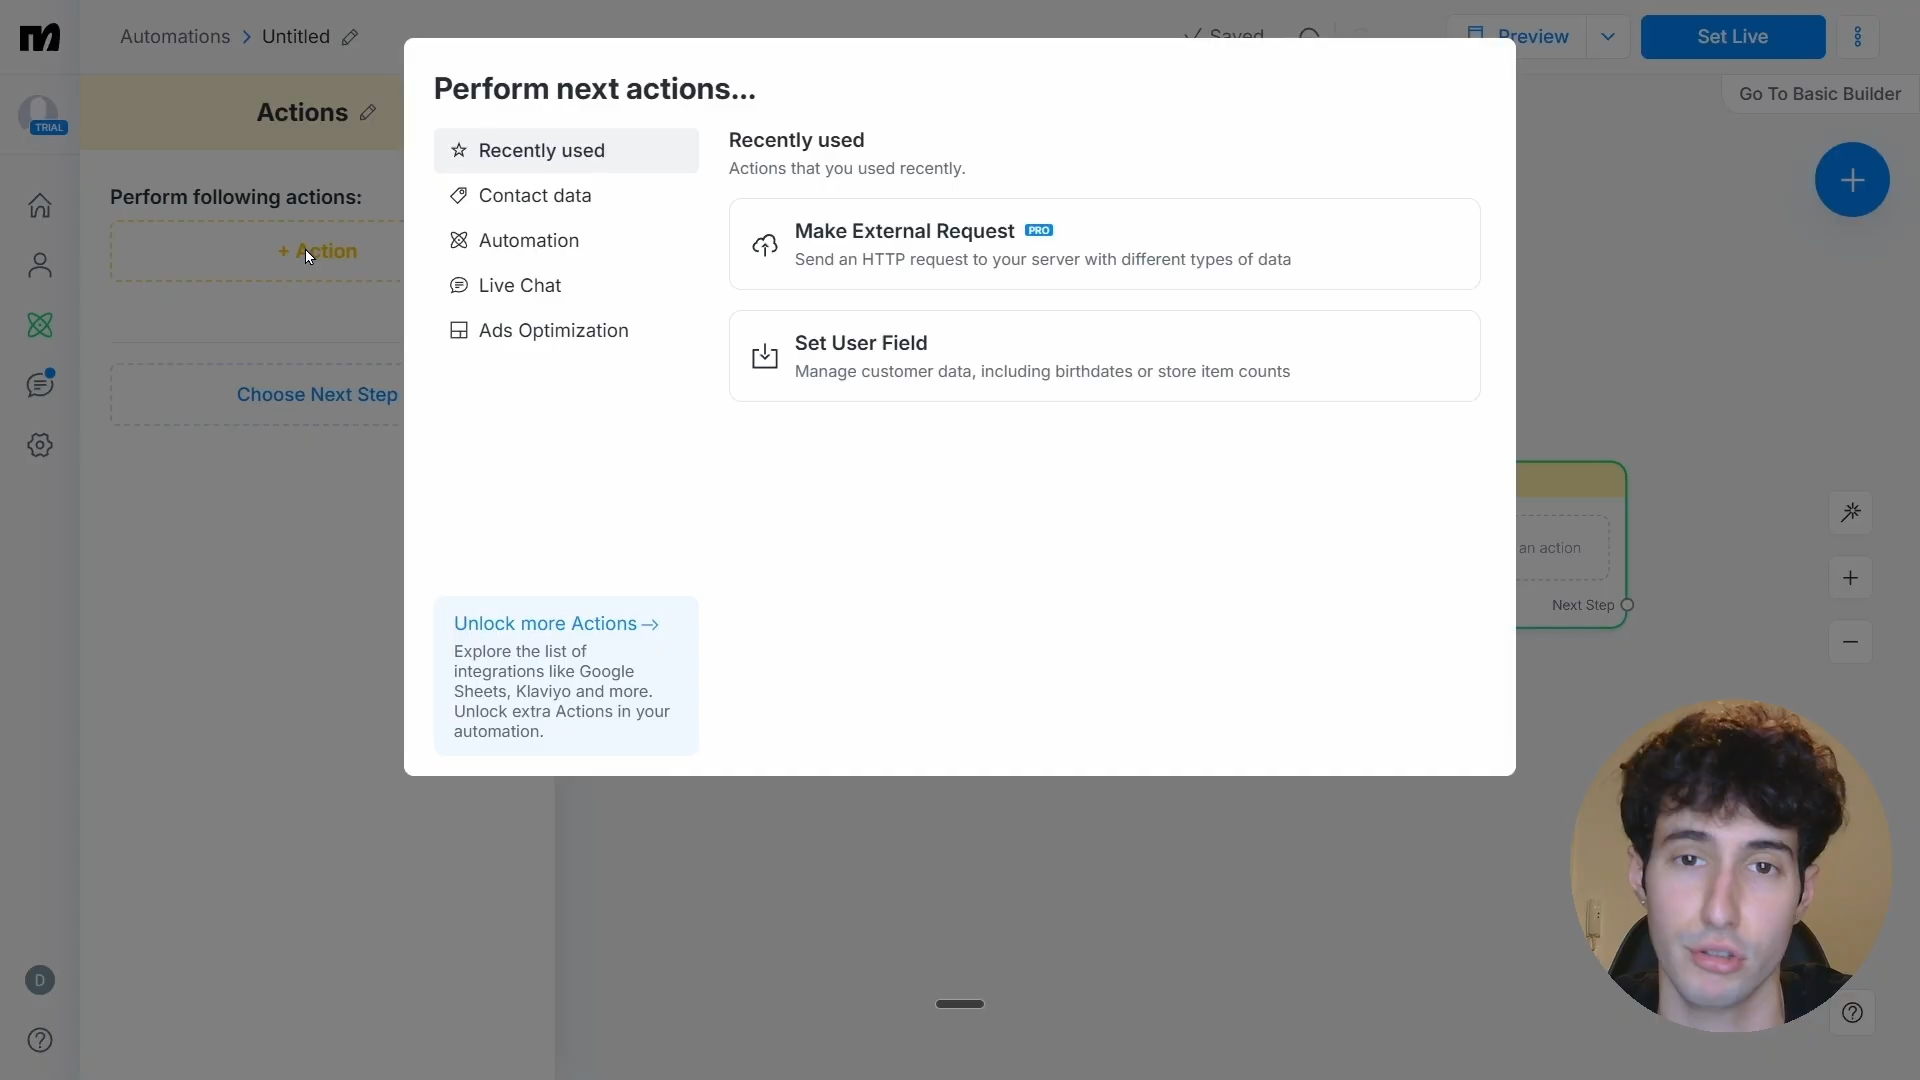 Automations > Untitled
Saved
Preview
Set Live
Go To Basic Builder
TRIAL
Actions
Perform following actions:
+ Action
Choose Next Step
Perform next actions...
Recently used
Contact data
Automation
Live Chat
Ads Optimization
Unlock more Actions →
Explore the list of
integrations like Google
Sheets, Klaviyo and more.
Unlock extra Actions in your
automation.
Recently used
Actions that you used recently.
Make External Request PRO
Send an HTTP request to your server with different types of data
Set User Field
Manage customer data, including birthdates or store item counts
an action
Next Step
D